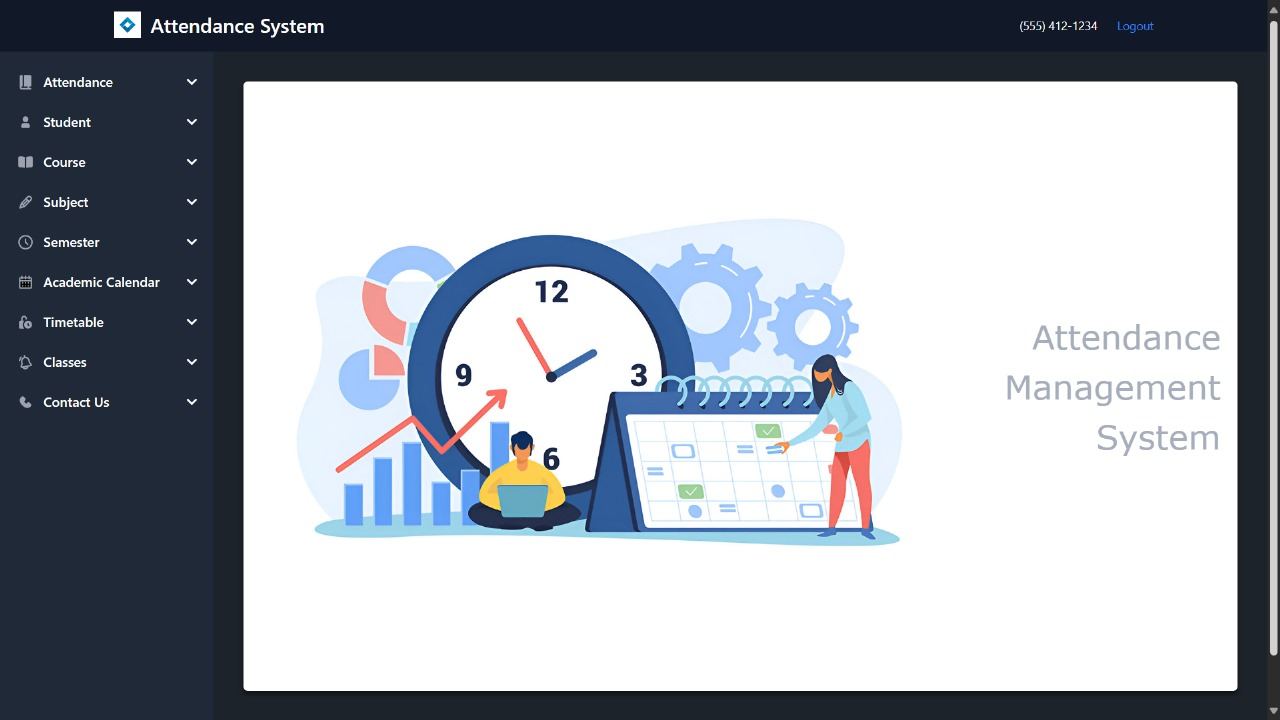 Attendance System
(555) 412-1234 Logout
Attendance
Student
Course
Subject
Semester
Academic Calendar
Timetable
Classes
Contact Us
12
9 3
6
Attendance
Management
System